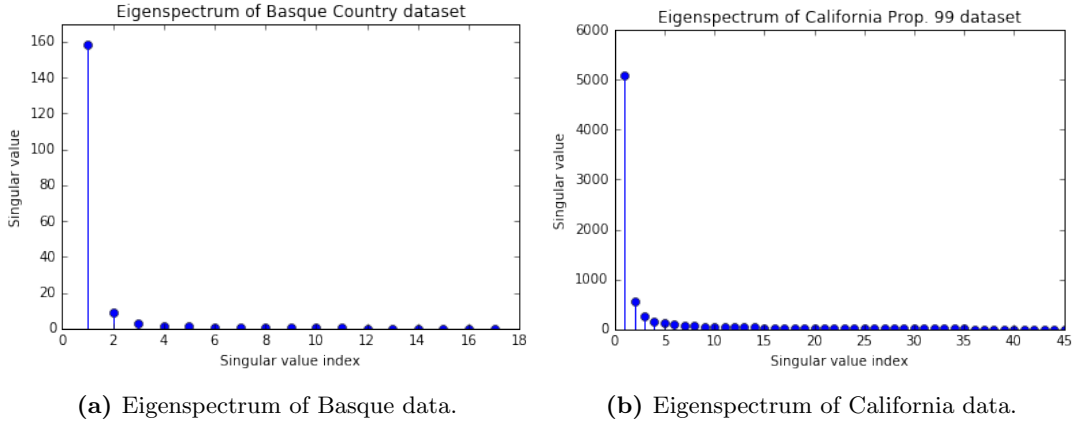 Eigenspectrum of Basque Country dataset
160
140
120
100
80
60
40
20
0
Singular value
0 2 4 6 8 10 12 14 16 18
Singular value index
(a) Eigenspectrum of Basque data.
Eigenspectrum of California Prop. 99 dataset
6000
5000
4000
3000
2000
1000
0
Singular value
0 5 10 15 20 25 30 35 40 45
Singular value index
(b) Eigenspectrum of California data.